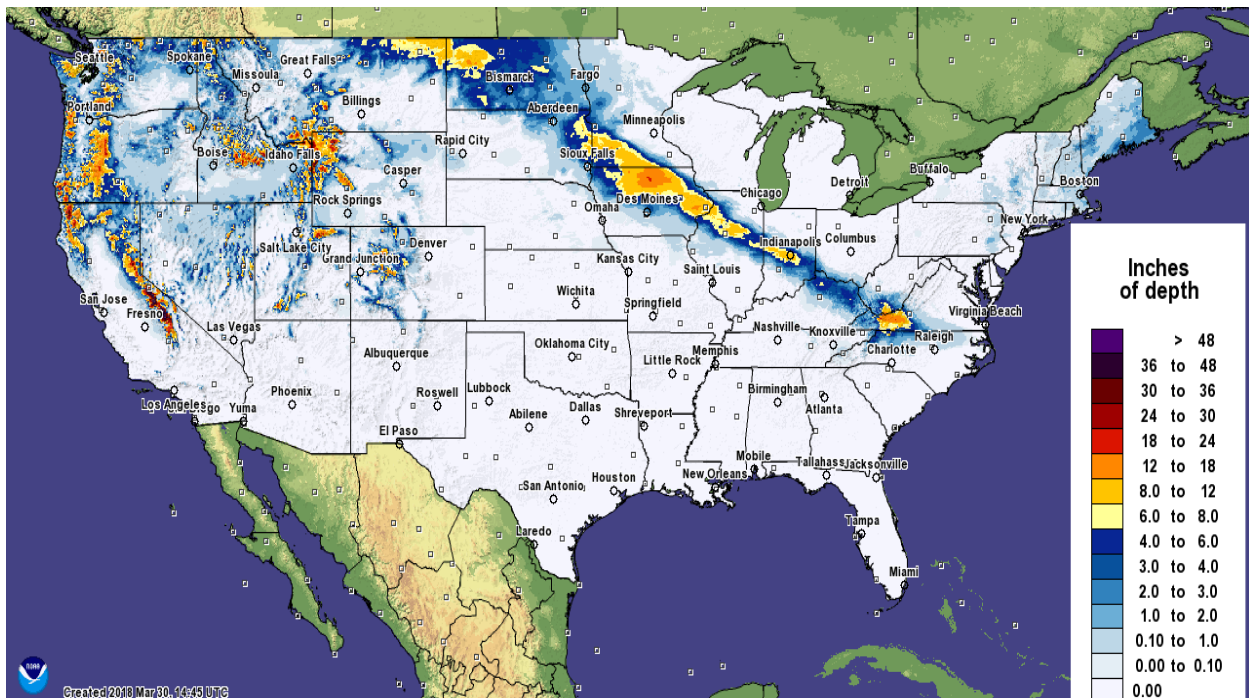 Seattle
Spokane
Great Falls
Missoula
Portland
Billings
Bismarck
Fargo
Aberdeen
Minneapolis
Rapid City
Boise
Idaho Falls
Casper
Sioux Falls
Rock Springs
Omaha
Des Moines
Chicago
Detroit
Buffalo
Boston
New York
Salt Lake City
Grand Junction
Denver
Kansas City
Saint Louis
Indianapolis
Columbus
San Jose
Fresno
Las Vegas
Wichita
Springfield
Nashville
Knoxville
Virginia Beach
Raleigh
Charlotte
Albuquerque
Oklahoma City
Little Rock
Memphis
Los Angeles
go
Yuma
Phoenix
Roswell
Lubbock
Abilene
Dallas
Shreveport
Birmingham
Atlanta
El Paso
San Antonio
Houston
New Orleans
Mobile
Tallahass
Jacksonville
Laredo
Tampa
Miami
Inches
of depth
> 48
36 to 48
30 to 36
24 to 30
18 to 24
12 to 18
8.0 to 12
6.0 to 8.0
4.0 to 6.0
3.0 to 4.0
2.0 to 3.0
1.0 to 2.0
0.10 to 1.0
0.00 to 0.10
0.00
NOAA
Created 2018 Mar 30, 14:45 UTC